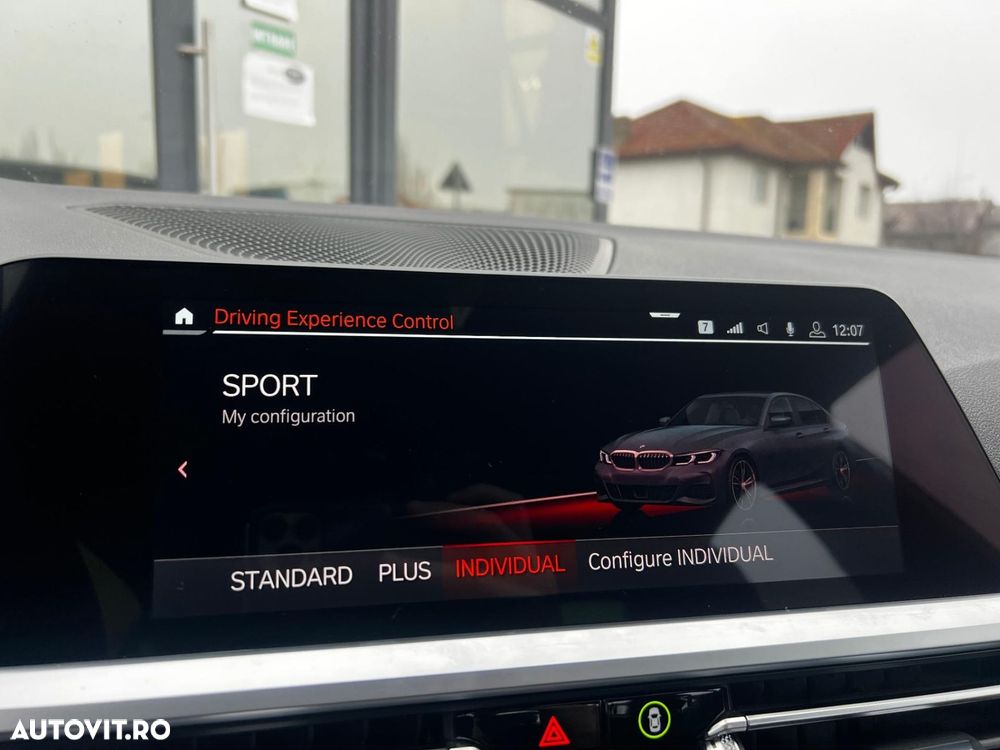 Driving Experience Control
7
12:07
SPORT
My configuration
STANDARD PLUS INDIVIDUAL Configure INDIVIDUAL
AUTOVIT.RO